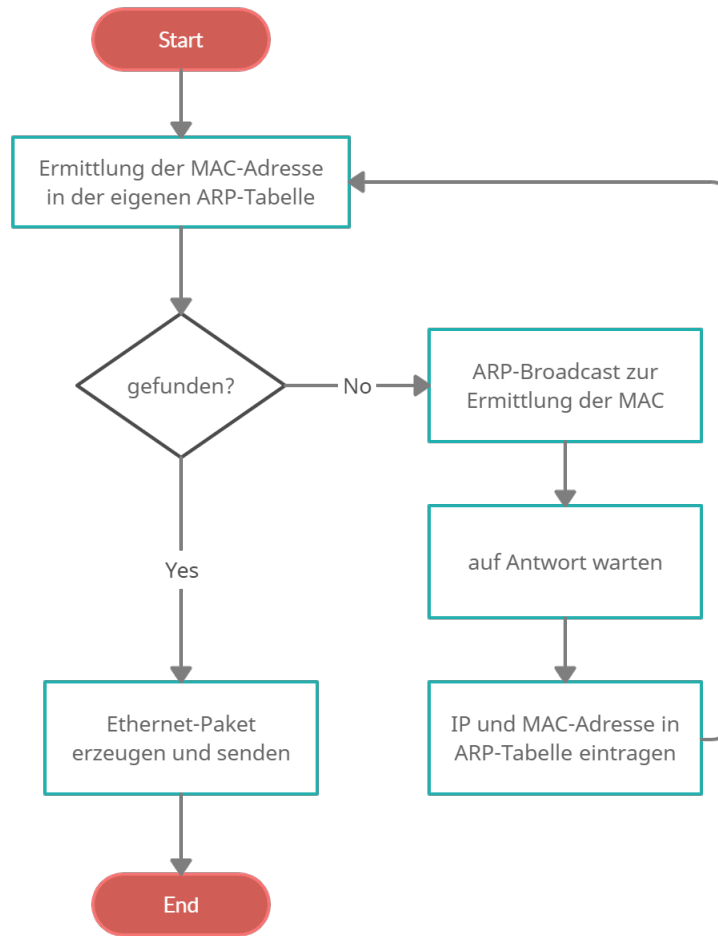 Start
Ermittlung der MAC-Adresse
in der eigenen ARP-Tabelle
gefunden?
No
ARP-Broadcast zur
Ermittlung der MAC
auf Antwort warten
Yes
IP und MAC-Adresse in
ARP-Tabelle eintragen
Ethernet-Paket
erzeugen und senden
End